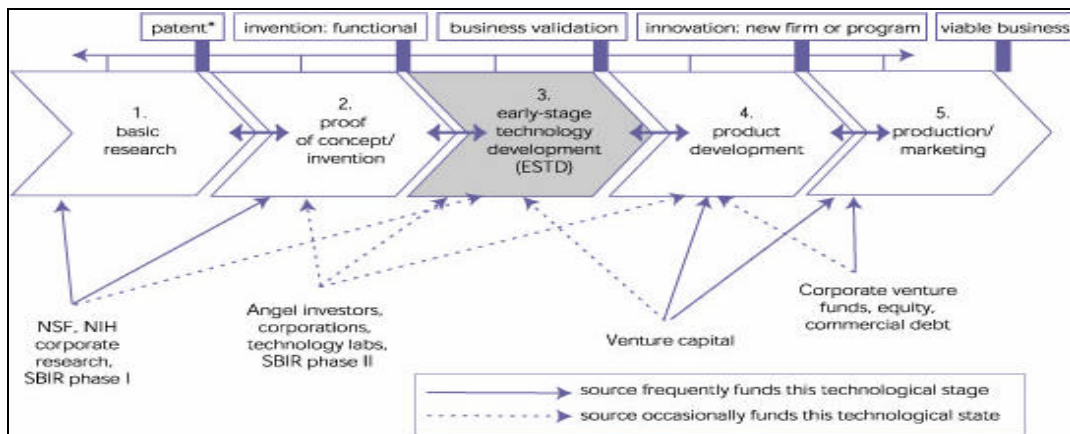 patent*
invention: functional
business validation
innovation: new firm or program
viable business
1.
basic
research
2.
proof
of concept/
invention
3.
early-stage
technology
development
(ESTD)
4.
product
development
5.
production/
marketing
NSF, NIH
corporate
research,
SBIR phase I
Angel investors,
corporations,
technology labs,
SBIR phase II
Venture capital
Corporate venture
funds, equity,
commercial debt
source frequently funds this technological stage
source occasionally funds this technological state